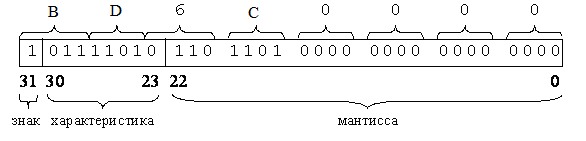 B D 6 C 0 0 0 0
1 01111010 110 1101 0000 0000 0000 0000
31 30 23 22 0
знак характеристика мантисса